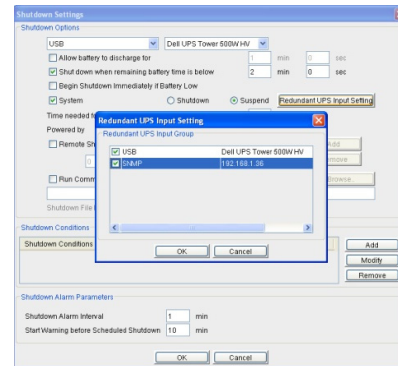 Shutdown Settings
Shutdown Options
USB Dell UPS Tower 500W HV
Allow battery to discharge for 1 min 0 sec
Shut down when remaining battery time is below 2 min 0 sec
Begin Shutdown Immediately if Battery Low
System Shutdown Suspend Redundant UPS Input Setting
Time needed
Redundant UPS Input Setting
Powered by
Redundant UPS Input Group
Remote Sh Add
USB Dell UPS Tower 500W HV
0 move
SNMP 192.168.1.36
Run Comm rowse...
Shutdown File
Shutdown Conditions
OK Cancel
Shutdown Conditions Add
Modify
Remove
Shutdown Alarm Parameters
Shutdown Alarm Interval 1 min
Start Warning before Scheduled Shutdown 10 min
OK Cancel